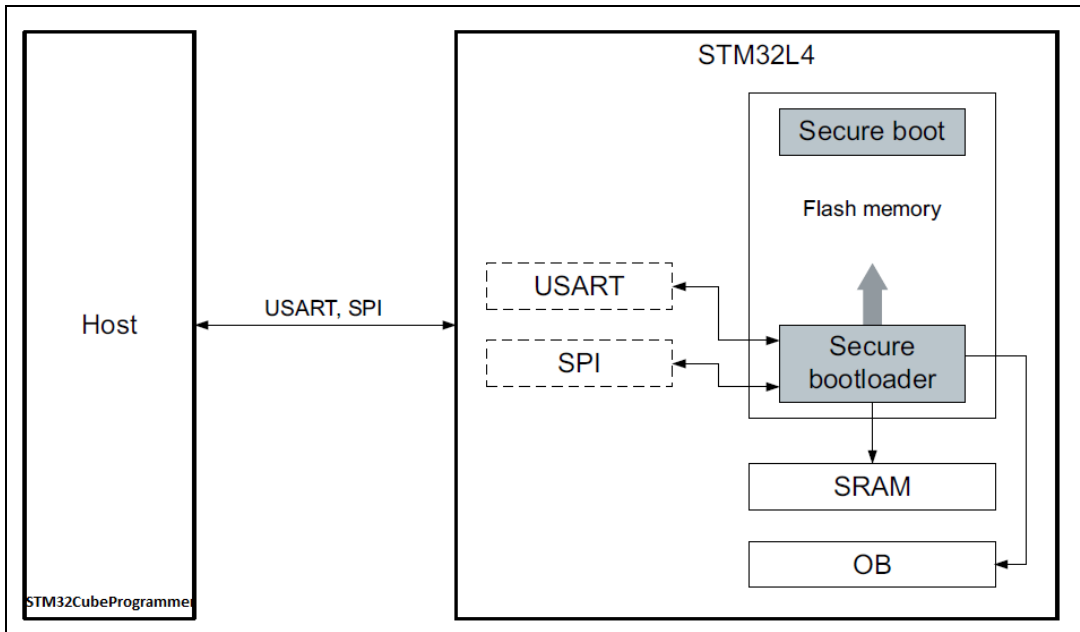 STM32L4
Secure boot
Flash memory
USART
USART, SPI
Host
SPI
Secure
bootloader
SRAM
OB
STM32CubeProgrammer